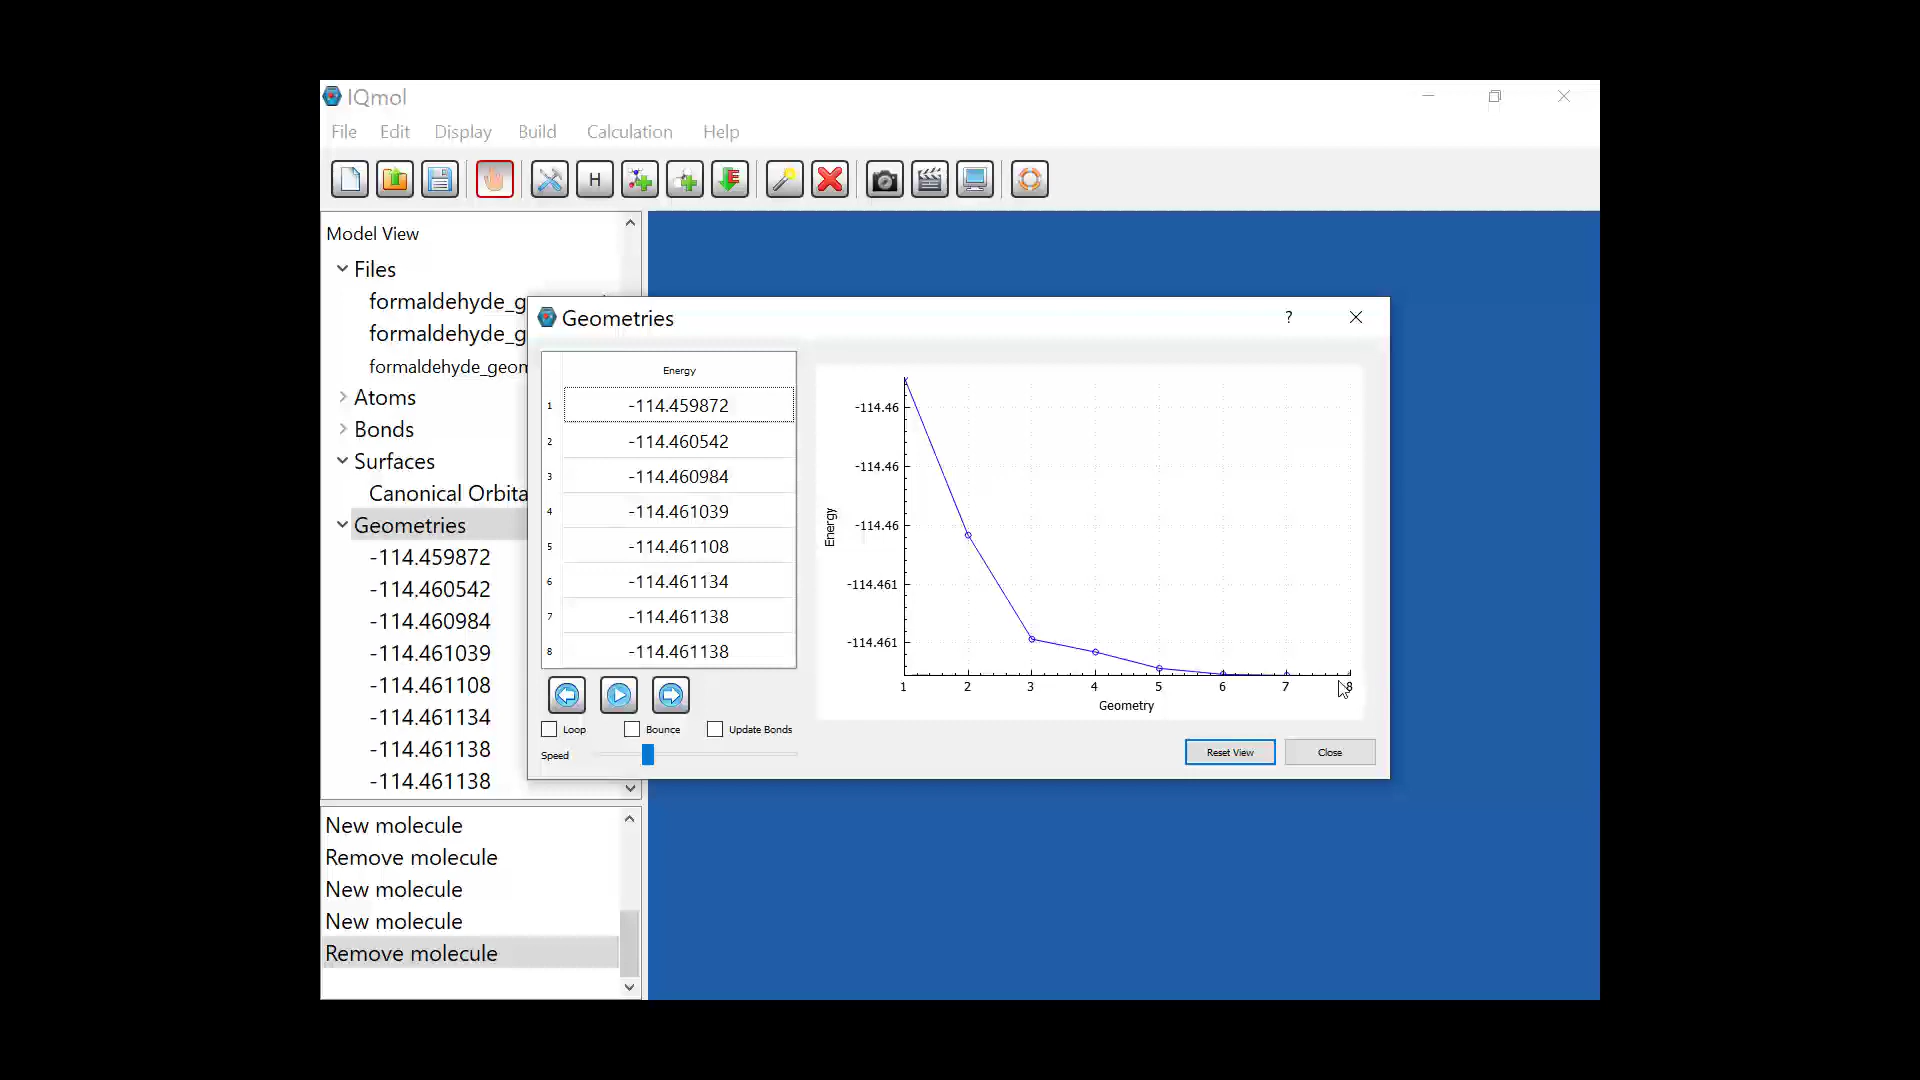 IQmol
File Edit Display Build Calculation Help
H
Model View
Files
formaldehyde_g
formaldehyde_g
formaldehyde_geom
Atoms
Bonds
Surfaces
Canonical Orbita
Geometries
-114.459872
-114.460542
-114.460984
-114.461039
-114.461108
-114.461134
-114.461138
-114.461138
New molecule
Remove molecule
New molecule
New molecule
Remove molecule
Geometries ?
Energy
1 -114.459872
2 -114.460542
3 -114.460984
4 -114.461039
5 -114.461108
6 -114.461134
7 -114.461138
8 -114.461138
Loop Bounce Update Bonds
Speed
Energy
-114.46
-114.46
-114.46
-114.461
-114.461
1 2 3 4 5 6 7 8
Geometry
Reset View Close